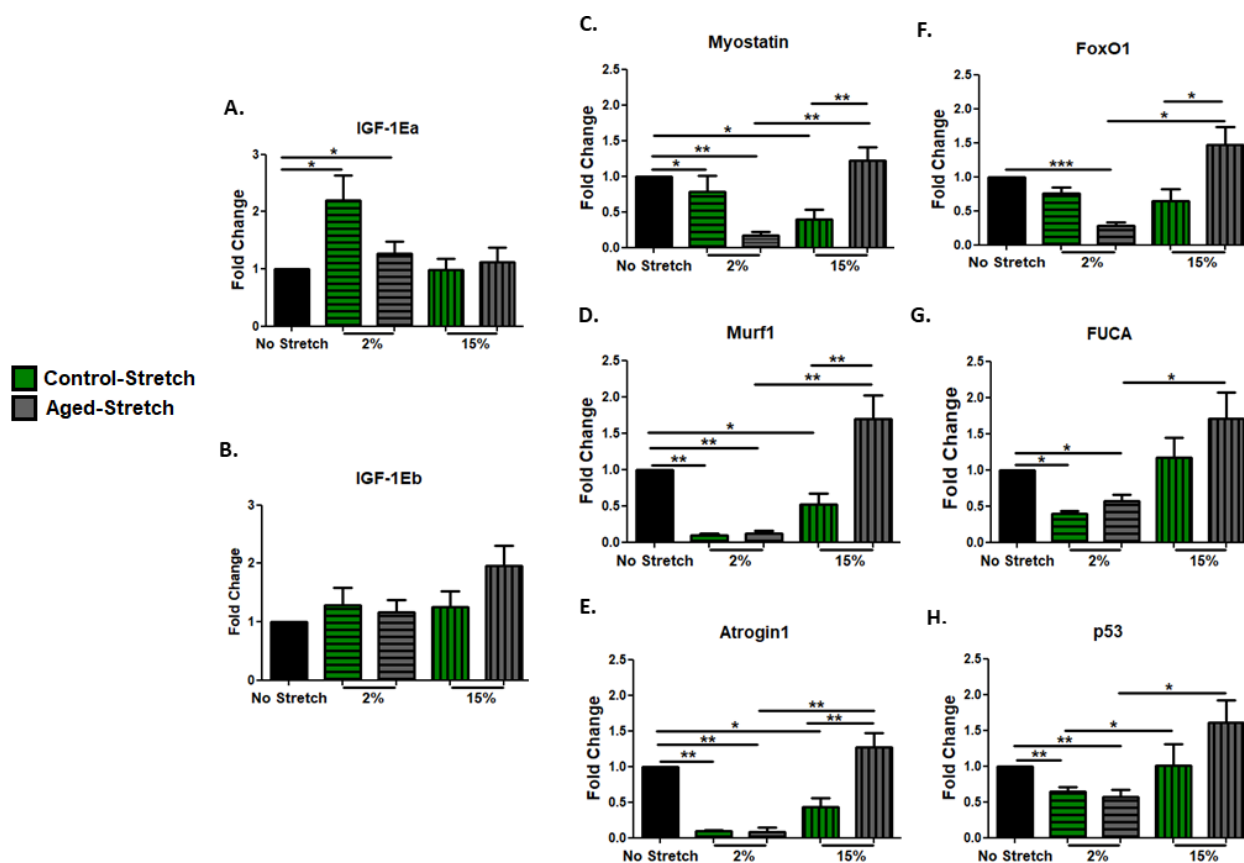 A.
IGF-1Ea
Fold Change
3
2
1
0
*
*
No Stretch 2% 15%
Control-Stretch
Aged-Stretch
B.
IGF-1Eb
Fold Change
3
2
1
0
No Stretch 2% 15%
C.
Myostatin
Fold Change
2.5
2.0
1.5
1.0
0.5
0.0
**
**
*
**
*
No Stretch 2% 15%
D.
Murf1
Fold Change
2.5
2.0
1.5
1.0
0.5
0.0
**
**
*
**
**
No Stretch 2% 15%
E.
Atrogin1
Fold Change
2.5
2.0
1.5
1.0
0.5
0.0
**
*
**
**
**
No Stretch 2% 15%
F.
FoxO1
Fold Change
2.5
2.0
1.5
1.0
0.5
0.0
*
*
***
No Stretch 2% 15%
G.
FUCA
Fold Change
2.5
2.0
1.5
1.0
0.5
0.0
*
*
*
No Stretch 2% 15%
H.
p53
Fold Change
2.5
2.0
1.5
1.0
0.5
0.0
*
*
**
**
No Stretch 2% 15%